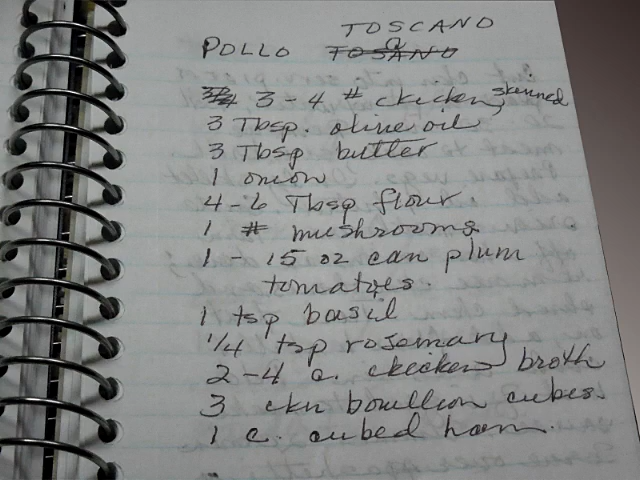 TOSCANO
POLLO TOSANO
3-4 # chicken, skinned
3 Tbsp. olive oil
3 Tbsp butter
1 onion
4-6 Tbsp flour
1 # mushrooms
1 - 15 oz can plum
tomatoes.
1 tsp basil
1/4 tsp rosemary
2-4 c. chicken broth
3 ckn boullion cubes.
1 c. cubed ham.